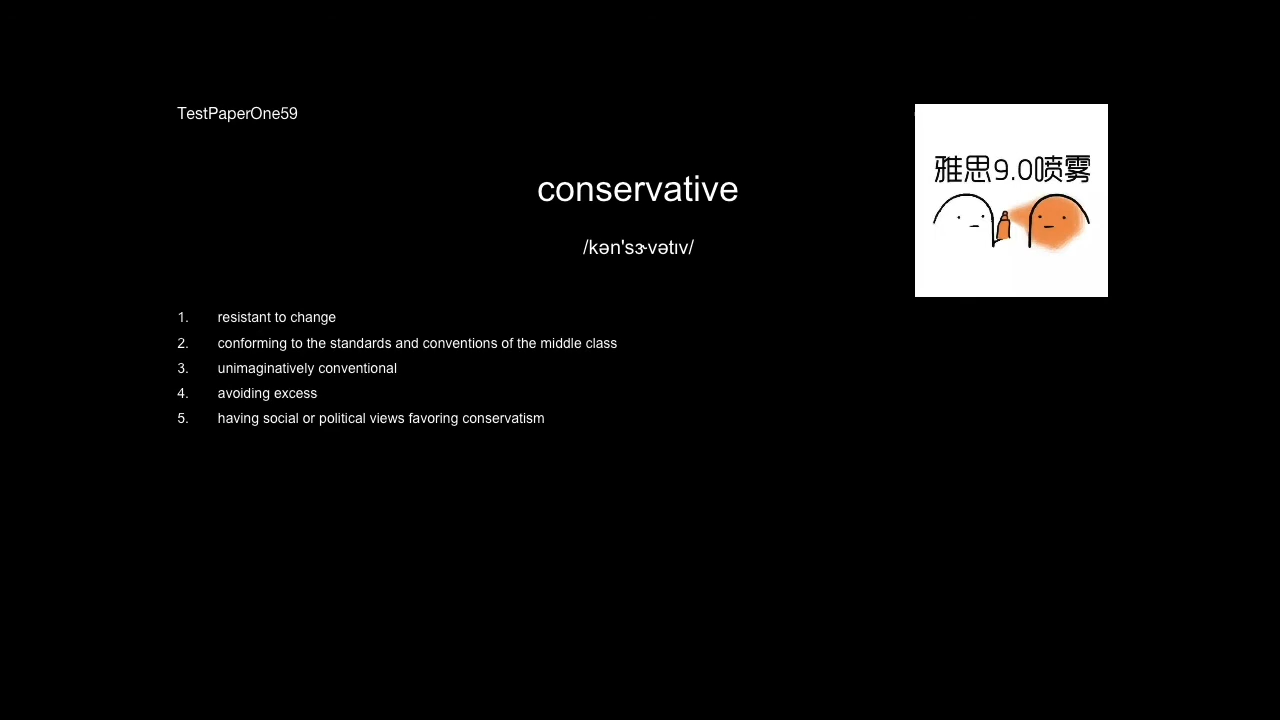 TestPaperOne59
雅思9.0喷雾
conservative
/kən'sɝvətɪv/
1. resistant to change
2. conforming to the standards and conventions of the middle class
3. unimaginatively conventional
4. avoiding excess
5. having social or political views favoring conservatism